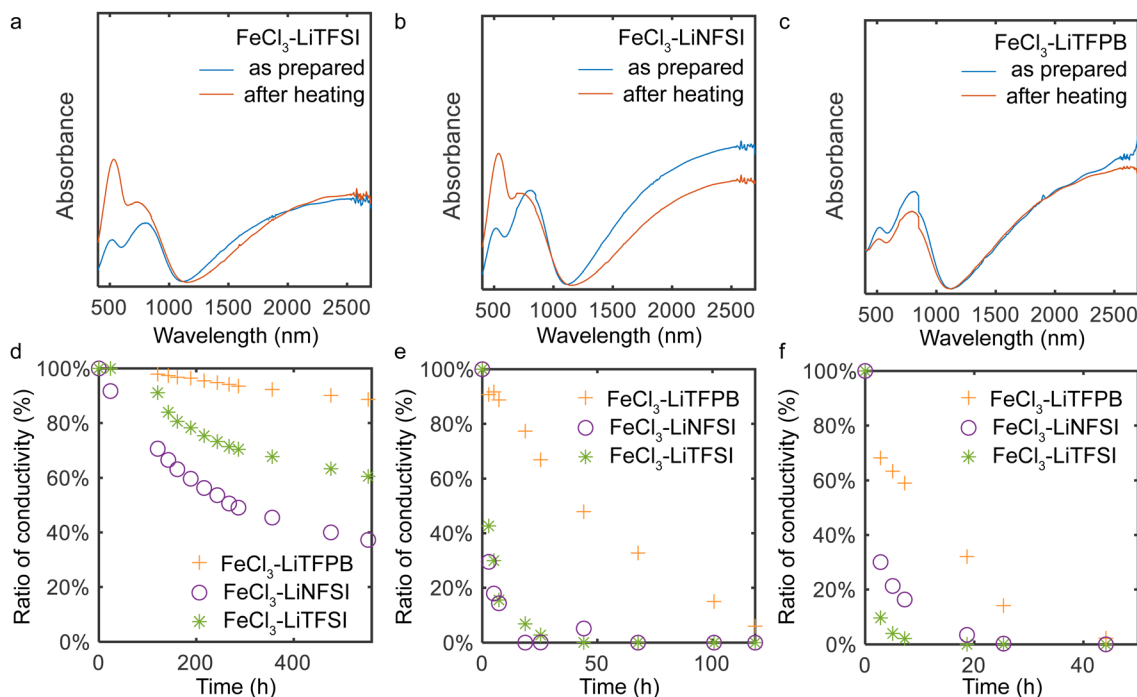 a
FeCl3-LiTFSI
as prepared
after heating
Absorbance
500 1000 1500 2000 2500
Wavelength (nm)
b
FeCl3-LiNFSI
as prepared
after heating
Absorbance
500 1000 1500 2000 2500
Wavelength (nm)
c
FeCl3-LiTFPB
as prepared
after heating
Absorbance
500 1000 1500 2000 2500
Wavelength (nm)
d
Ratio of conductivity (%)
100%
80%
60%
40%
20%
0%
FeCl3-LiTFPB
FeCl3-LiNFSI
FeCl3-LiTFSI
0 200 400
Time (h)
e
Ratio of conductivity (%)
100%
80%
60%
40%
20%
0%
FeCl3-LiTFPB
FeCl3-LiNFSI
FeCl3-LiTFSI
0 50 100
Time (h)
f
Ratio of conductivity (%)
100%
80%
60%
40%
20%
0%
FeCl3-LiTFPB
FeCl3-LiNFSI
FeCl3-LiTFSI
0 20 40
Time (h)